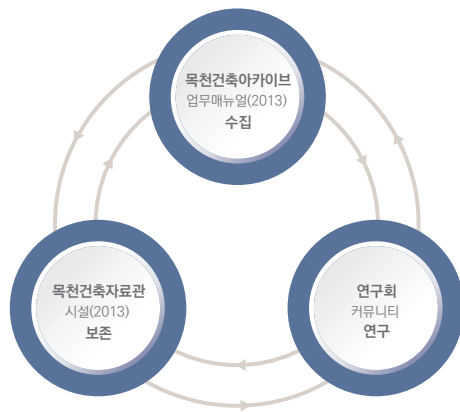 목천건축아카이브
업무매뉴얼(2013)
수집
목천건축자료관
시설(2013)
보존
연구회
커뮤니티
연구